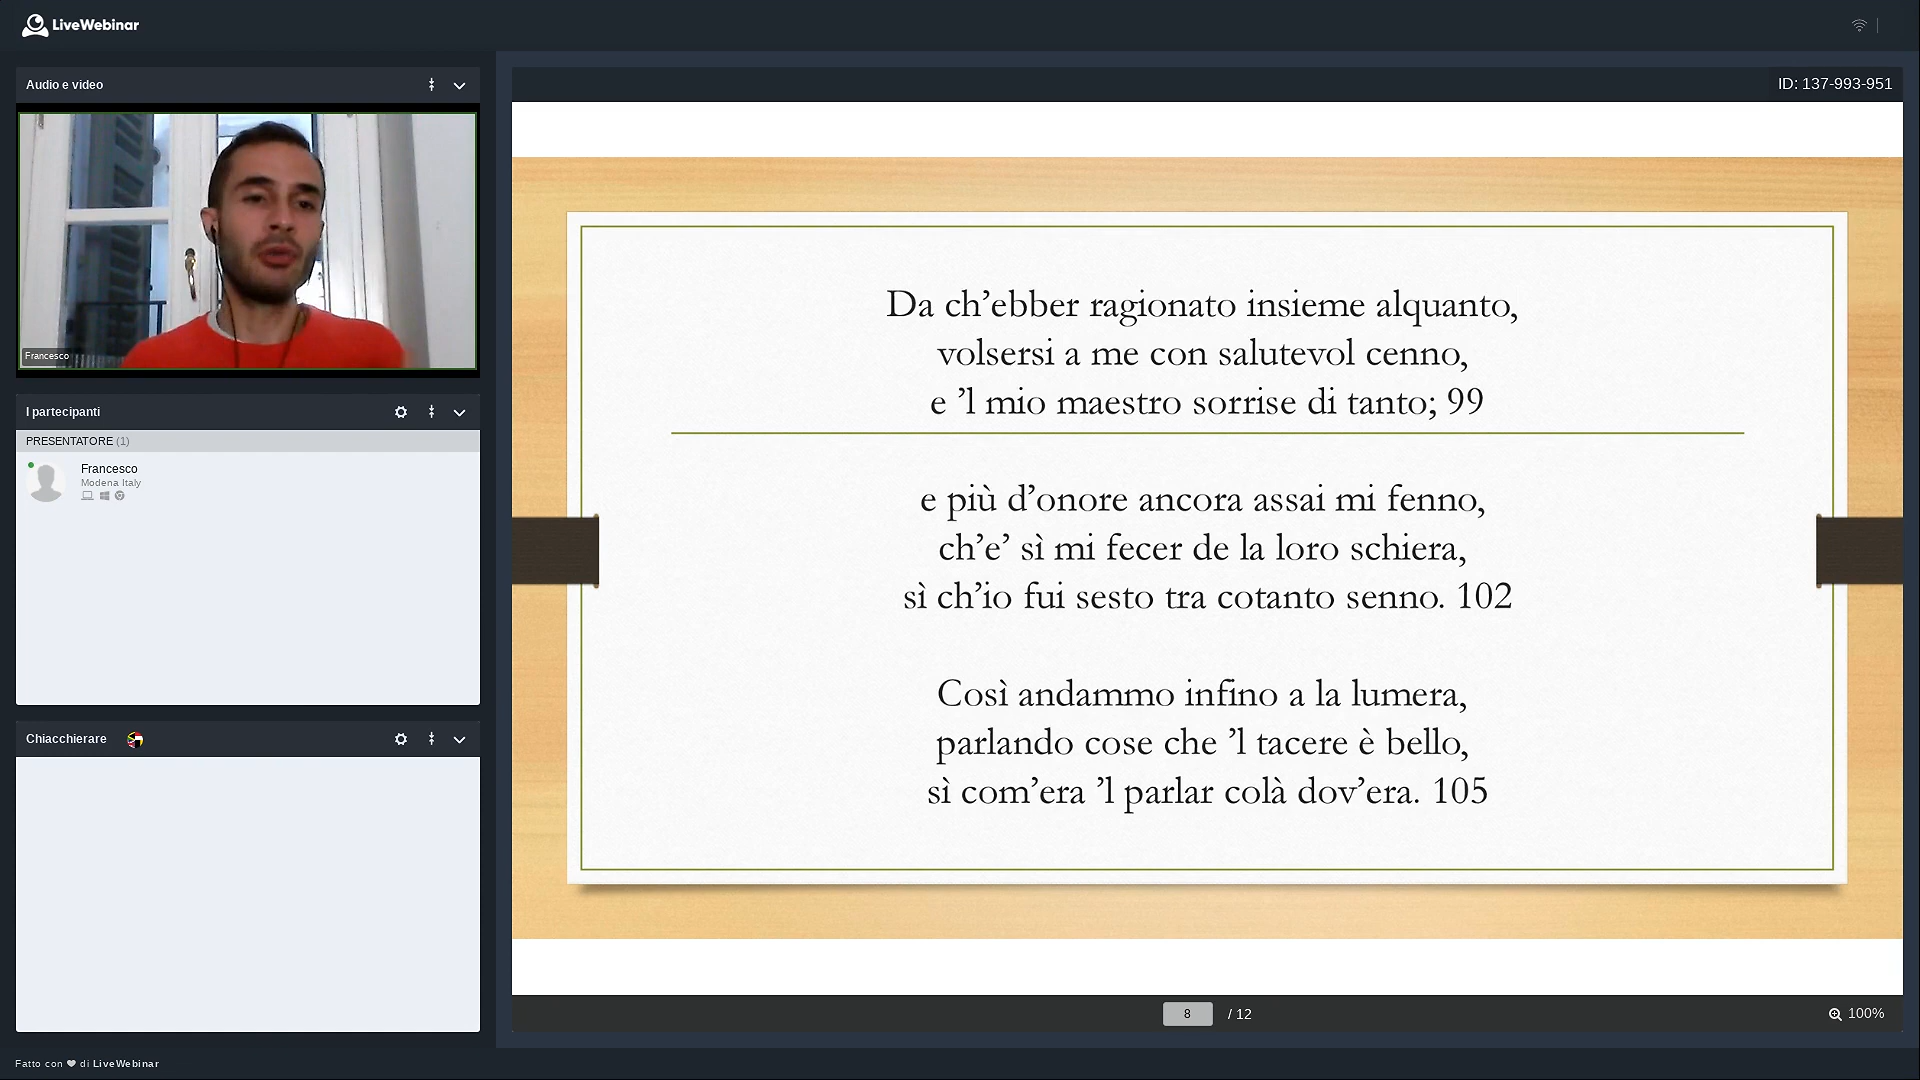 LiveWebinar
ID: 137-993-951
Audio e video
Francesco
I partecipanti
PRESENTATORE (1)
Francesco
Modena Italy
Chiacchierare
Da ch’ebber ragionato insieme alquanto,
volsersi a me con salutevol cenno,
e ’l mio maestro sorrise di tanto; 99
e più d’onore ancora assai mi fenno,
ch’e’ sì mi fecer de la loro schiera,
sì ch’io fui sesto tra cotanto senno. 102
Così andammo infino a la lumera,
parlando cose che ’l tacere è bello,
sì com’era ’l parlar colà dov’era. 105
8 / 12
100%
Fatto con ❤ di LiveWebinar